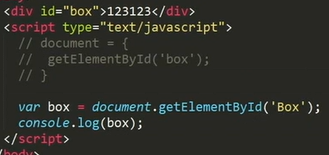 <div id="box">123123</div>
<script type="text/javascript">
// document = {
//  getElementById('box');
// }
var box = document.getElementById('Box');
console.log(box);
</script>
</body>